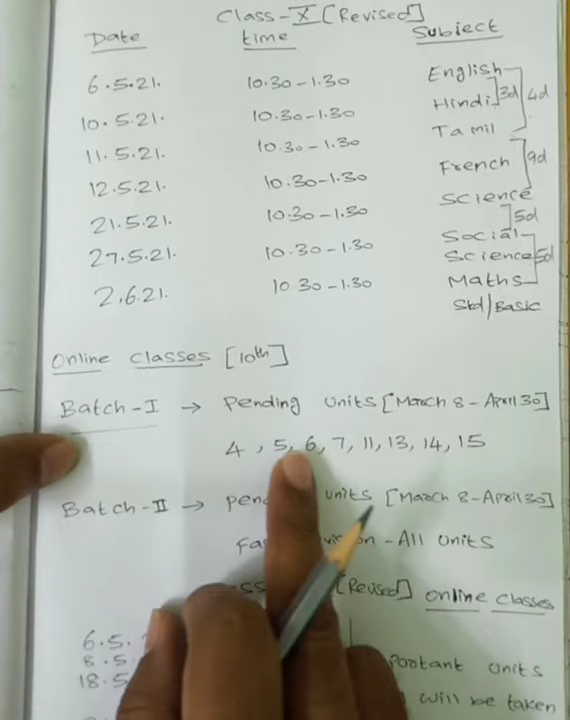 Class-X [Revised]
Date time Subject
6.5.21. 10.30-1.30 English
10.5.21. 10.30-1.30 Hindi 3d 4d
11.5.21. 10.30-1.30 Tamil
12.5.21. 10.30-1.30 French 9d
21.5.21. 10.30-1.30 Science
27.5.21. 10.30-1.30 Social 5d
Science 5d
2.6.21. 10.30-1.30 Maths
Std/Basic
Online Classes [10th]
Batch-I → Pending Units [March 8-April 30]
4, 5, 6, 7, 11, 13, 14, 15
Batch-II → units [March 8-April 30]
- All Units
[Revised] online classes
6.5.
8.5. units
18.5 will be taken